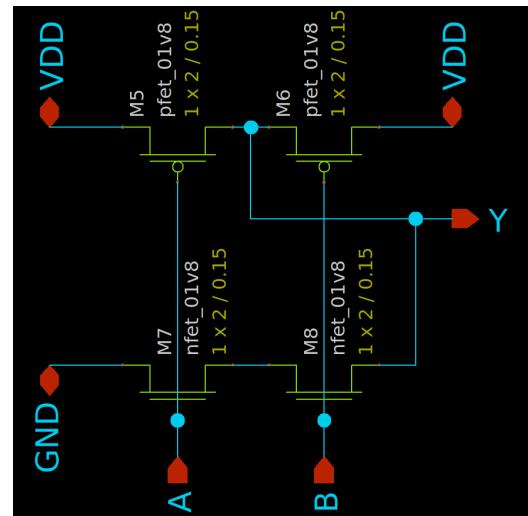 VDD
M5
pfet_01v8
1 x 2 / 0.15
M6
pfet_01v8
1 x 2 / 0.15
VDD
Y
GND
M7
nfet_01v8
1 x 2 / 0.15
M8
nfet_01v8
1 x 2 / 0.15
A
B